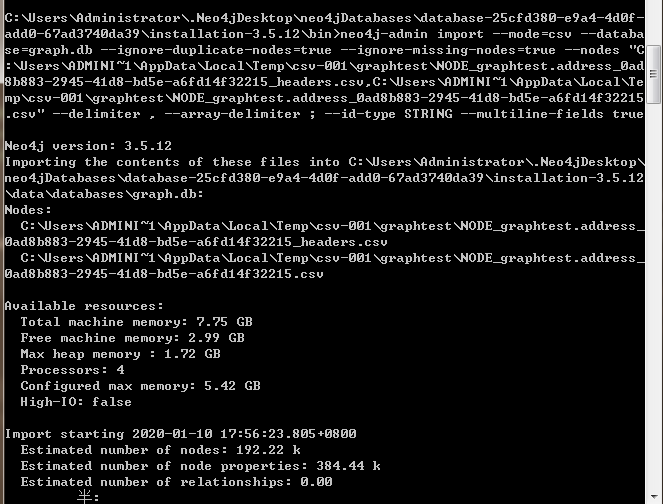 C:\Users\Administrator\.Neo4jDesktop\neo4jDatabases\database-25cfd380-e9a4-4d0f-
add0-67ad3740da39\installation-3.5.12\bin>neo4j-admin import --mode=csv --databa
se=graph.db --ignore-duplicate-nodes=true --ignore-missing-nodes=true --nodes "C
:\Users\ADMINI~1\AppData\Local\Temp\csv-001\graphtest\NODE_graphtest.address_0ad
8b883-2945-41d8-bd5e-a6fd14f32215_headers.csv,C:\Users\ADMINI~1\AppData\Local\Te
mp\csv-001\graphtest\NODE_graphtest.address_0ad8b883-2945-41d8-bd5e-a6fd14f32215
.csv" --delimiter , --array-delimiter ; --id-type STRING --multiline-fields true
Neo4j version: 3.5.12
Importing the contents of these files into C:\Users\Administrator\.Neo4jDesktop\
neo4jDatabases\database-25cfd380-e9a4-4d0f-add0-67ad3740da39\installation-3.5.12
\data\databases\graph.db:
Nodes:
C:\Users\ADMINI~1\AppData\Local\Temp\csv-001\graphtest\NODE_graphtest.address_
0ad8b883-2945-41d8-bd5e-a6fd14f32215_headers.csv
C:\Users\ADMINI~1\AppData\Local\Temp\csv-001\graphtest\NODE_graphtest.address_
0ad8b883-2945-41d8-bd5e-a6fd14f32215.csv
Available resources:
Total machine memory: 7.75 GB
Free machine memory: 2.99 GB
Max heap memory : 1.72 GB
Processors: 4
Configured max memory: 5.42 GB
High-IO: false
Import starting 2020-01-10 17:56:23.805+0800
Estimated number of nodes: 192.22 k
Estimated number of node properties: 384.44 k
Estimated number of relationships: 0.00
半: